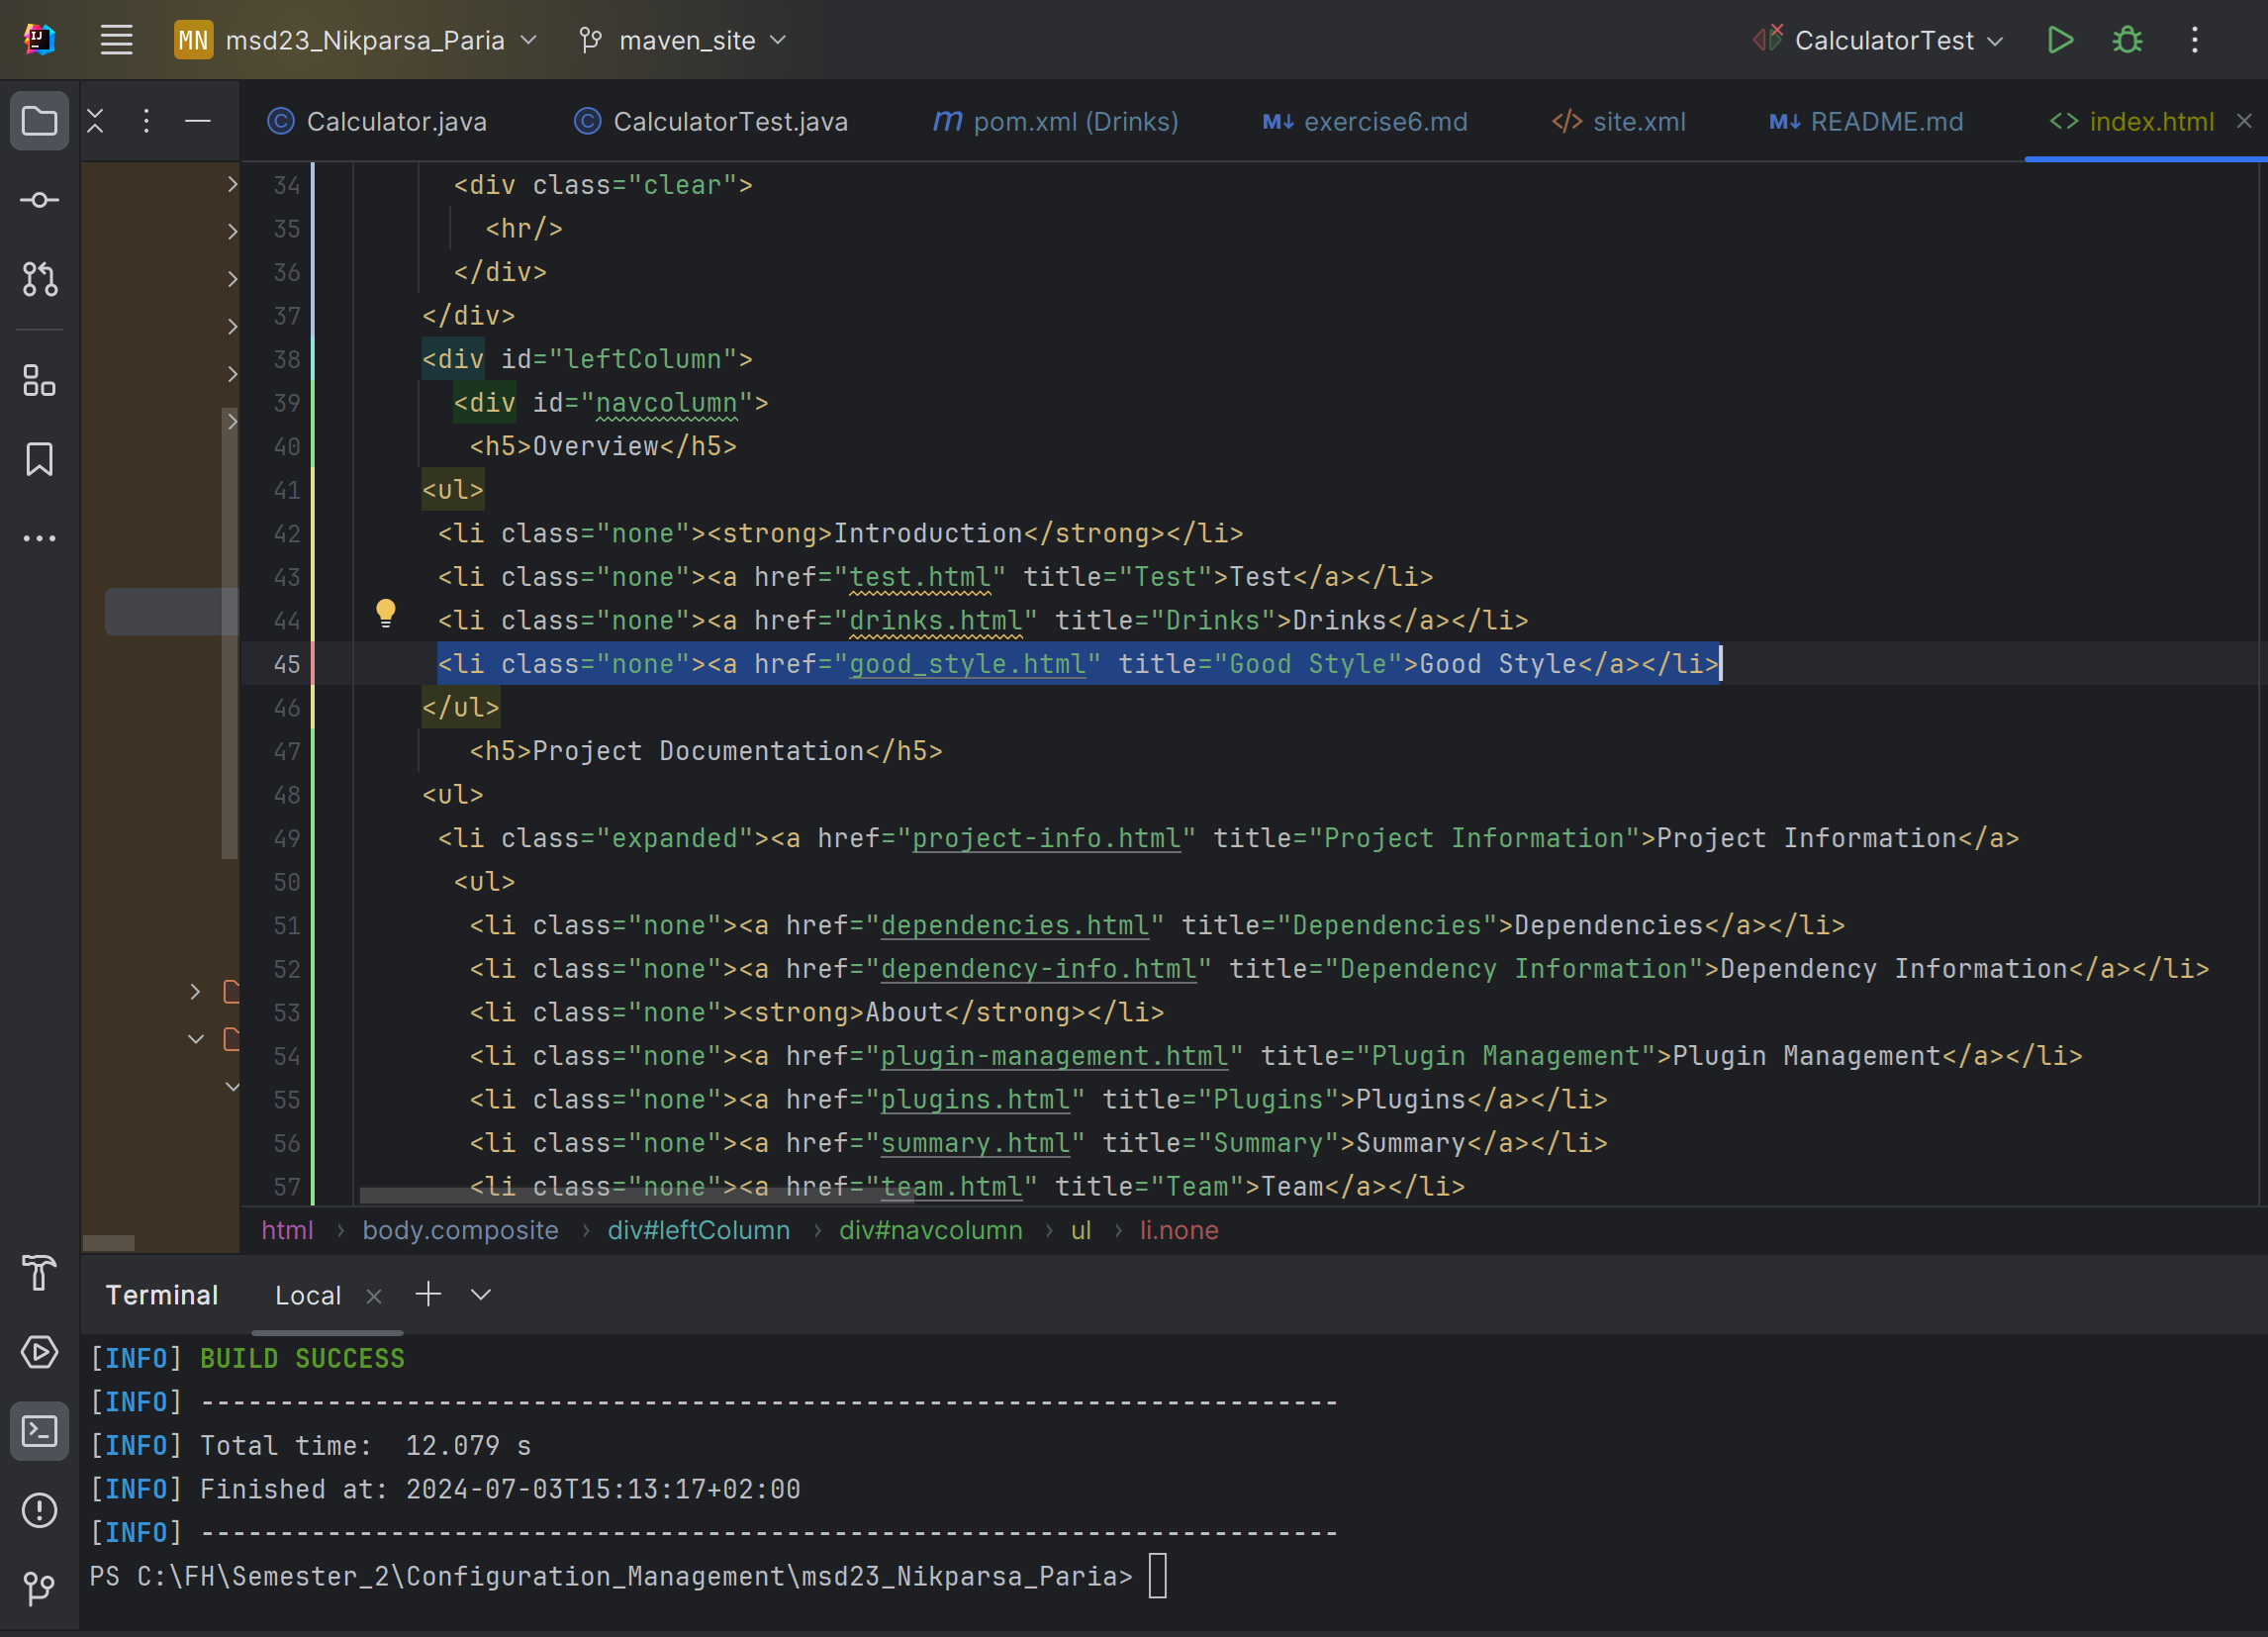 MN msd23_Nikparsa_Paria maven_site CalculatorTest
Calculator.java CalculatorTest.java pom.xml (Drinks) exercise6.md site.xml README.md index.html
34 <div class="clear">
35 <hr/>
36 </div>
37 </div>
38 <div id="leftColumn">
39 <div id="navcolumn">
40 <h5>Overview</h5>
41 <ul>
42 <li class="none"><strong>Introduction</strong></li>
43 <li class="none"><a href="test.html" title="Test">Test</a></li>
44 <li class="none"><a href="drinks.html" title="Drinks">Drinks</a></li>
45 <li class="none"><a href="good_style.html" title="Good Style">Good Style</a></li>
46 </ul>
47 <h5>Project Documentation</h5>
48 <ul>
49 <li class="expanded"><a href="project-info.html" title="Project Information">Project Information</a>
50 <ul>
51 <li class="none"><a href="dependencies.html" title="Dependencies">Dependencies</a></li>
52 <li class="none"><a href="dependency-info.html" title="Dependency Information">Dependency Information</a></li>
53 <li class="none"><strong>About</strong></li>
54 <li class="none"><a href="plugin-management.html" title="Plugin Management">Plugin Management</a></li>
55 <li class="none"><a href="plugins.html" title="Plugins">Plugins</a></li>
56 <li class="none"><a href="summary.html" title="Summary">Summary</a></li>
57 <li class="none"><a href="team.html" title="Team">Team</a></li>
html › body.composite › div#leftColumn › div#navcolumn › ul › li.none
Terminal Local
[INFO] BUILD SUCCESS
[INFO] ------------------------------------------------------------------------
[INFO] Total time:  12.079 s
[INFO] Finished at: 2024-07-03T15:13:17+02:00
[INFO] ------------------------------------------------------------------------
PS C:\FH\Semester_2\Configuration_Management\msd23_Nikparsa_Paria>